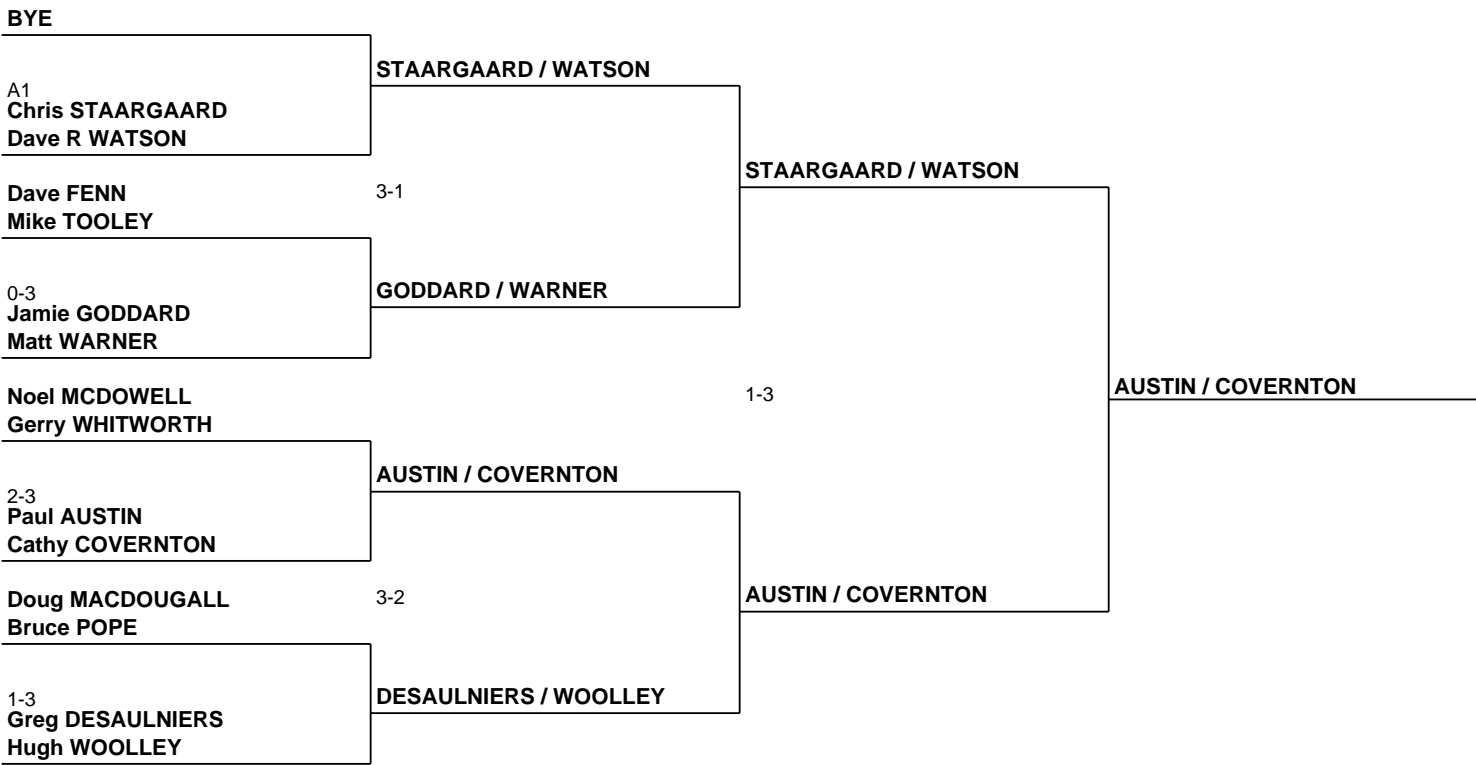 BYE
A1
Chris STAARGAARD
Dave R WATSON
STAARGAARD / WATSON
Dave FENN
Mike TOOLEY
3-1
STAARGAARD / WATSON
0-3
Jamie GODDARD
Matt WARNER
GODDARD / WARNER
Noel MCDOWELL
Gerry WHITWORTH
1-3
AUSTIN / COVERNTON
2-3
Paul AUSTIN
Cathy COVERNTON
AUSTIN / COVERNTON
Doug MACDOUGALL
Bruce POPE
3-2
AUSTIN / COVERNTON
1-3
Greg DESAULNIERS
Hugh WOOLLEY
DESAULNIERS / WOOLLEY